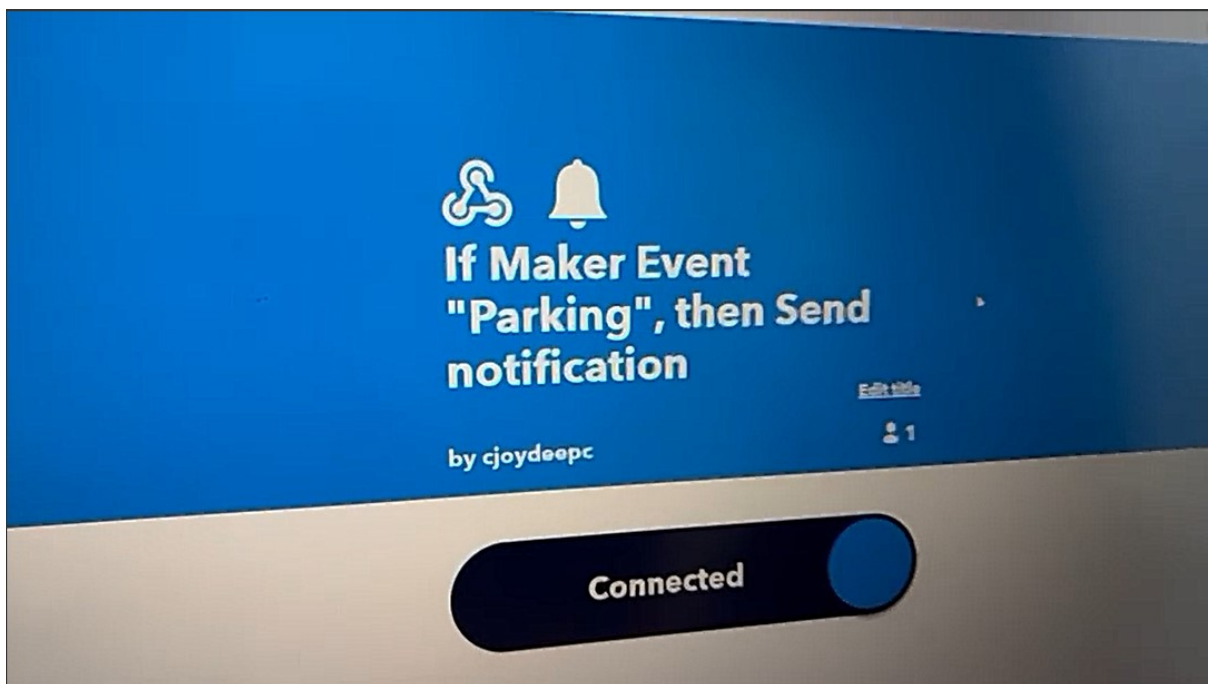 If Maker Event
"Parking", then Send
notification
Edit title
1
by cjoydeepc
Connected